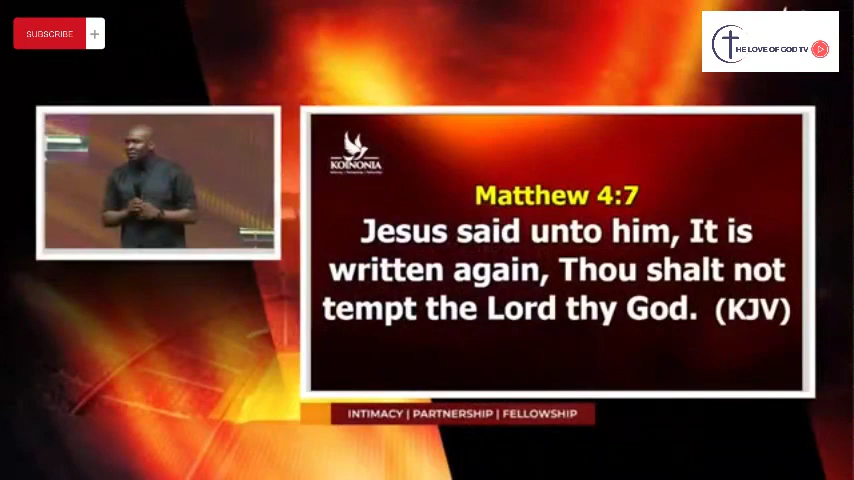 SUBSCRIBE +
THE LOVE OF GOD TV
KOINONIA
Matthew 4:7
Jesus said unto him, It is
written again, Thou shalt not
tempt the Lord thy God. (KJV)
INTIMACY | PARTNERSHIP | FELLOWSHIP